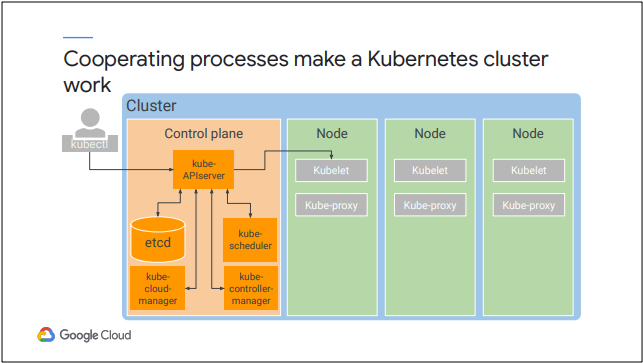 Cooperating processes make a Kubernetes cluster
work
Cluster
kubectl
Control plane
kube-
APIserver
etcd
kube-
scheduler
kube-
cloud-
manager
kube-
controller-
manager
Node
Kubelet
Kube-proxy
Node
Kubelet
Kube-proxy
Node
Kubelet
Kube-proxy
Google Cloud